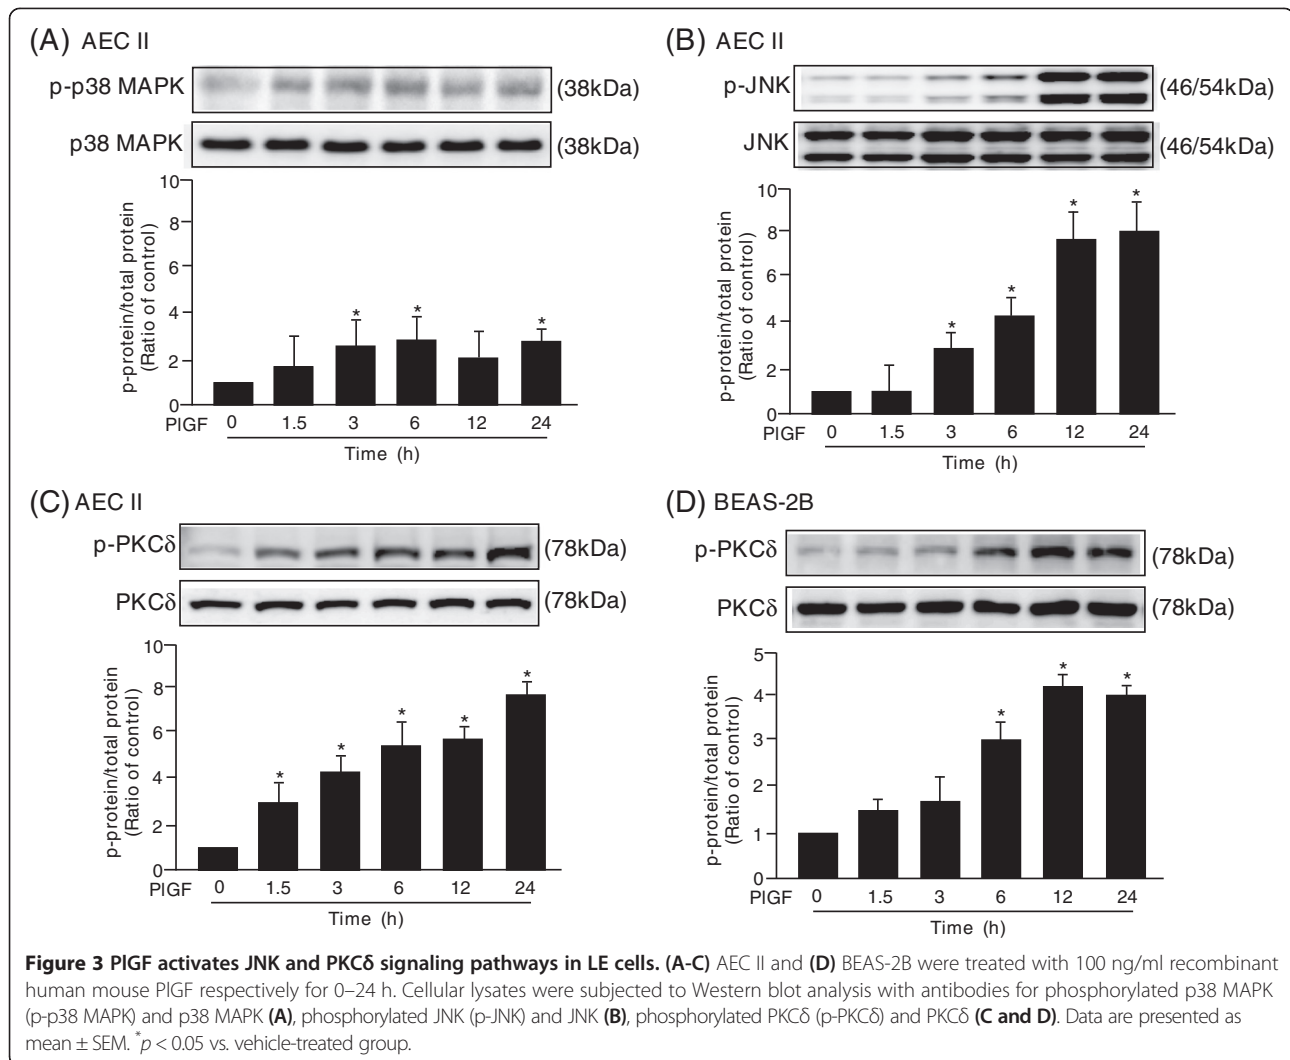 (A) AEC II
p-p38 MAPK (38kDa)
p38 MAPK (38kDa)
p-protein/total protein
(Ratio of control)
10
8
6
4
2
0
* * *
PlGF 0 1.5 3 6 12 24
Time (h)
(B) AEC II
p-JNK (46/54kDa)
JNK (46/54kDa)
p-protein/total protein
(Ratio of control)
10
8
6
4
2
0
* * * *
PlGF 0 1.5 3 6 12 24
Time (h)
(C) AEC II
p-PKCδ (78kDa)
PKCδ (78kDa)
p-protein/total protein
(Ratio of control)
10
8
6
4
2
0
* * * * *
PlGF 0 1.5 3 6 12 24
Time (h)
(D) BEAS-2B
p-PKCδ (78kDa)
PKCδ (78kDa)
p-protein/total protein
(Ratio of control)
5
4
3
2
1
0
* * *
PlGF 0 1.5 3 6 12 24
Time (h)
Figure 3 PlGF activates JNK and PKCδ signaling pathways in LE cells. (A-C) AEC II and (D) BEAS-2B were treated with 100 ng/ml recombinant
human mouse PlGF respectively for 0–24 h. Cellular lysates were subjected to Western blot analysis with antibodies for phosphorylated p38 MAPK
(p-p38 MAPK) and p38 MAPK (A), phosphorylated JNK (p-JNK) and JNK (B), phosphorylated PKCδ (p-PKCδ) and PKCδ (C and D). Data are presented as
mean ± SEM. *p < 0.05 vs. vehicle-treated group.